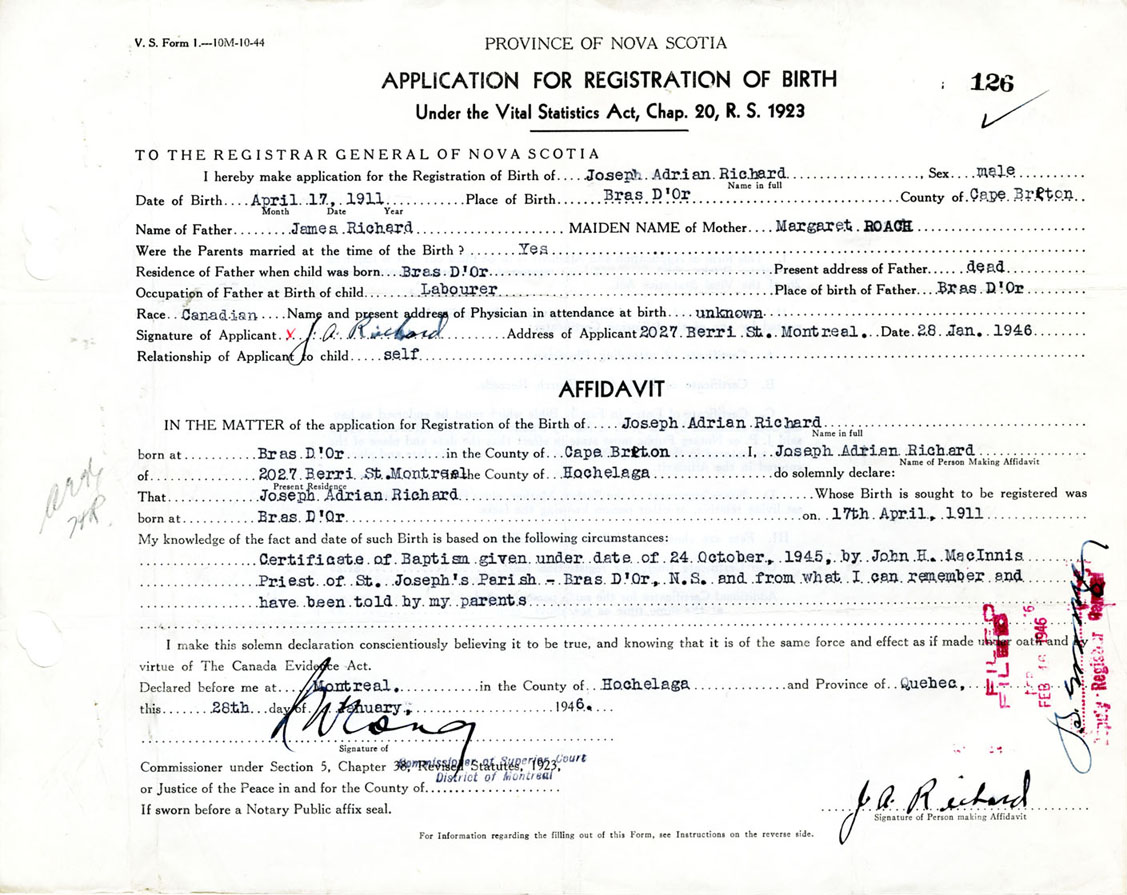 V. S. Form 1.—10M-10-44
PROVINCE OF NOVA SCOTIA
APPLICATION FOR REGISTRATION OF BIRTH
126
Under the Vital Statistics Act, Chap. 20, R. S. 1923
TO THE REGISTRAR GENERAL OF NOVA SCOTIA
I hereby make application for the Registration of Birth of.....Joseph Adrian Richard....................., Sex....male
Name in full
Date of Birth....April 17, 1911............Place of Birth..........Bras D'Or................County of Cape Breton
Month Date Year
Name of Father.........James Richard............... MAIDEN NAME of Mother....Margaret ROACH
Were the Parents married at the time of the Birth ?.......Yes
Residence of Father when child was born....Bras D'Or.................Present address of Father......dead
Occupation of Father at Birth of child........Labourer.................Place of birth of Father...Bras D'Or
Race..Canadian....Name and present address of Physician in attendance at birth....unknown
Signature of Applicant. X J. A. Richard..........Address of Applicant 2027 Berri St. Montreal...Date 28 Jan. 1946
Relationship of Applicant to child.....self
AFFIDAVIT
IN THE MATTER of the application for Registration of the Birth of.....Joseph Adrian Richard
Name in full
born at............Bras D'Or................in the County of..Cape Breton............I,..Joseph Adrian Richard
Name of Person Making Affidavit
of................2027 Berri St.Montreal the County of Hochelaga....................do solemnly declare:
Present Residence
That..............Joseph Adrian Richard................Whose Birth is sought to be registered was
born at............Bras D'Or................on..17th April, 1911
My knowledge of the fact and date of such Birth is based on the following circumstances:
Certificate of Baptism given under date of 24 October, 1945, by John H. MacInnis
Priest of St. Joseph's Parish - Bras D'Or, N.S. and from what I can remember and
have been told by my parents
I make this solemn declaration conscientiously believing it to be true, and knowing that it is of the same force and effect as if made under oath and by
virtue of The Canada Evidence Act.
FILED
FEB 16 1946
Deputy Registrar
Declared before me at....Montreal.............in the County of..Hochelaga................and Province of..Quebec,
this........28th...day of....January,......................1946.
Signature of
Commissioner under Section 5, Chapter 38, Revised Statutes, 1923,
Commissioner of Superior Court
District of Montreal
or Justice of the Peace in and for the County of
If sworn before a Notary Public affix seal.
J. A. Richard
Signature of Person making Affidavit
For Information regarding the filling out of this Form, see Instructions on the reverse side.